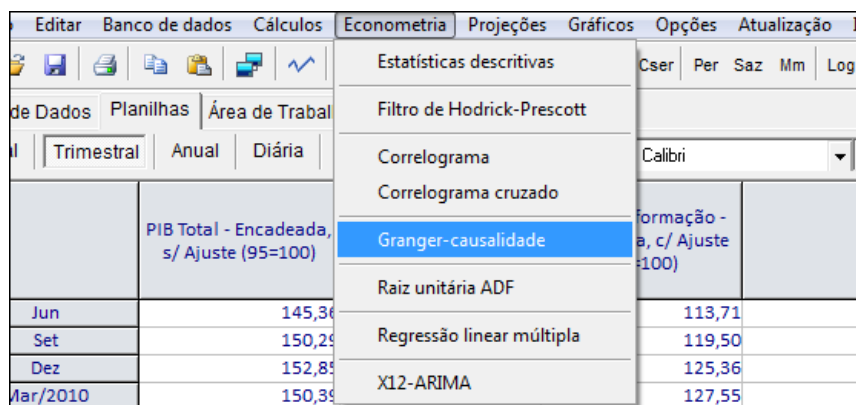 Editar Banco de dados Cálculos Econometria Projeções Gráficos Opções Atualização
Cser Per Saz Mm Log
de Dados Planilhas Área de Trabal
Trimestral Anual Diária Calibri
Estatísticas descritivas
Filtro de Hodrick-Prescott
Correlograma
Correlograma cruzado
Granger-causalidade
Raiz unitária ADF
Regressão linear múltipla
X12-ARIMA
PIB Total - Encadeada,
s/ Ajuste (95=100)
formação -
a, c/ Ajuste
=100)
Jun 145,36 113,71
Set 150,29 119,50
Dez 152,85 125,36
Mar/2010 150,39 127,55